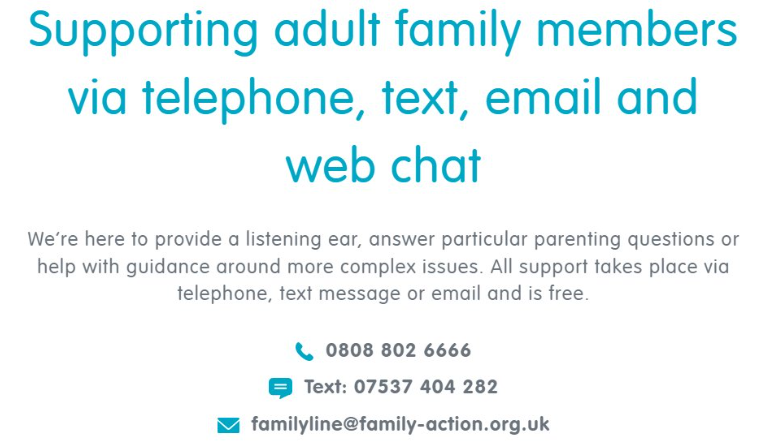 Supporting adult family members
via telephone, text, email and
web chat
We're here to provide a listening ear, answer particular parenting questions or
help with guidance around more complex issues. All support takes place via
telephone, text message or email and is free.
0808 802 6666
Text: 07537 404 282
familyline@family-action.org.uk